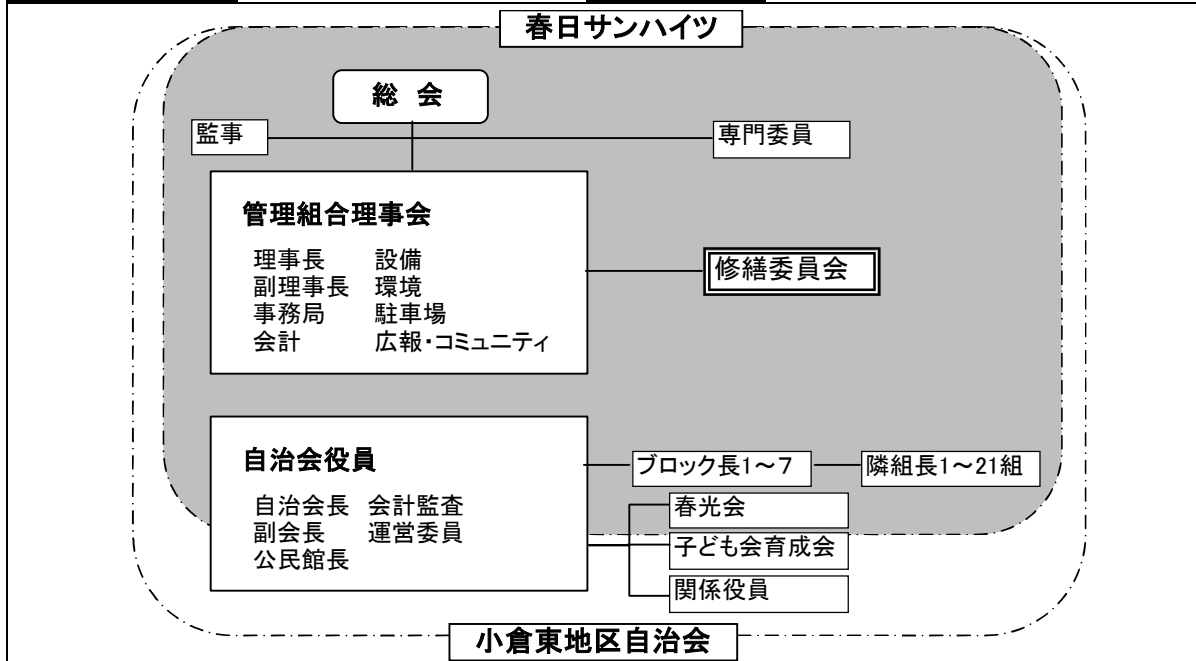 春日サンハイツ
総 会
監事
専門委員
管理組合理事会
理事長 設備
副理事長 環境
事務局 駐車場
会計 広報・コミュニティ
修繕委員会
自治会役員
自治会長 会計監査
副会長 運営委員
公民館長
ブロック長1～7
隣組長1～21組
春光会
子ども会育成会
関係役員
小倉東地区自治会